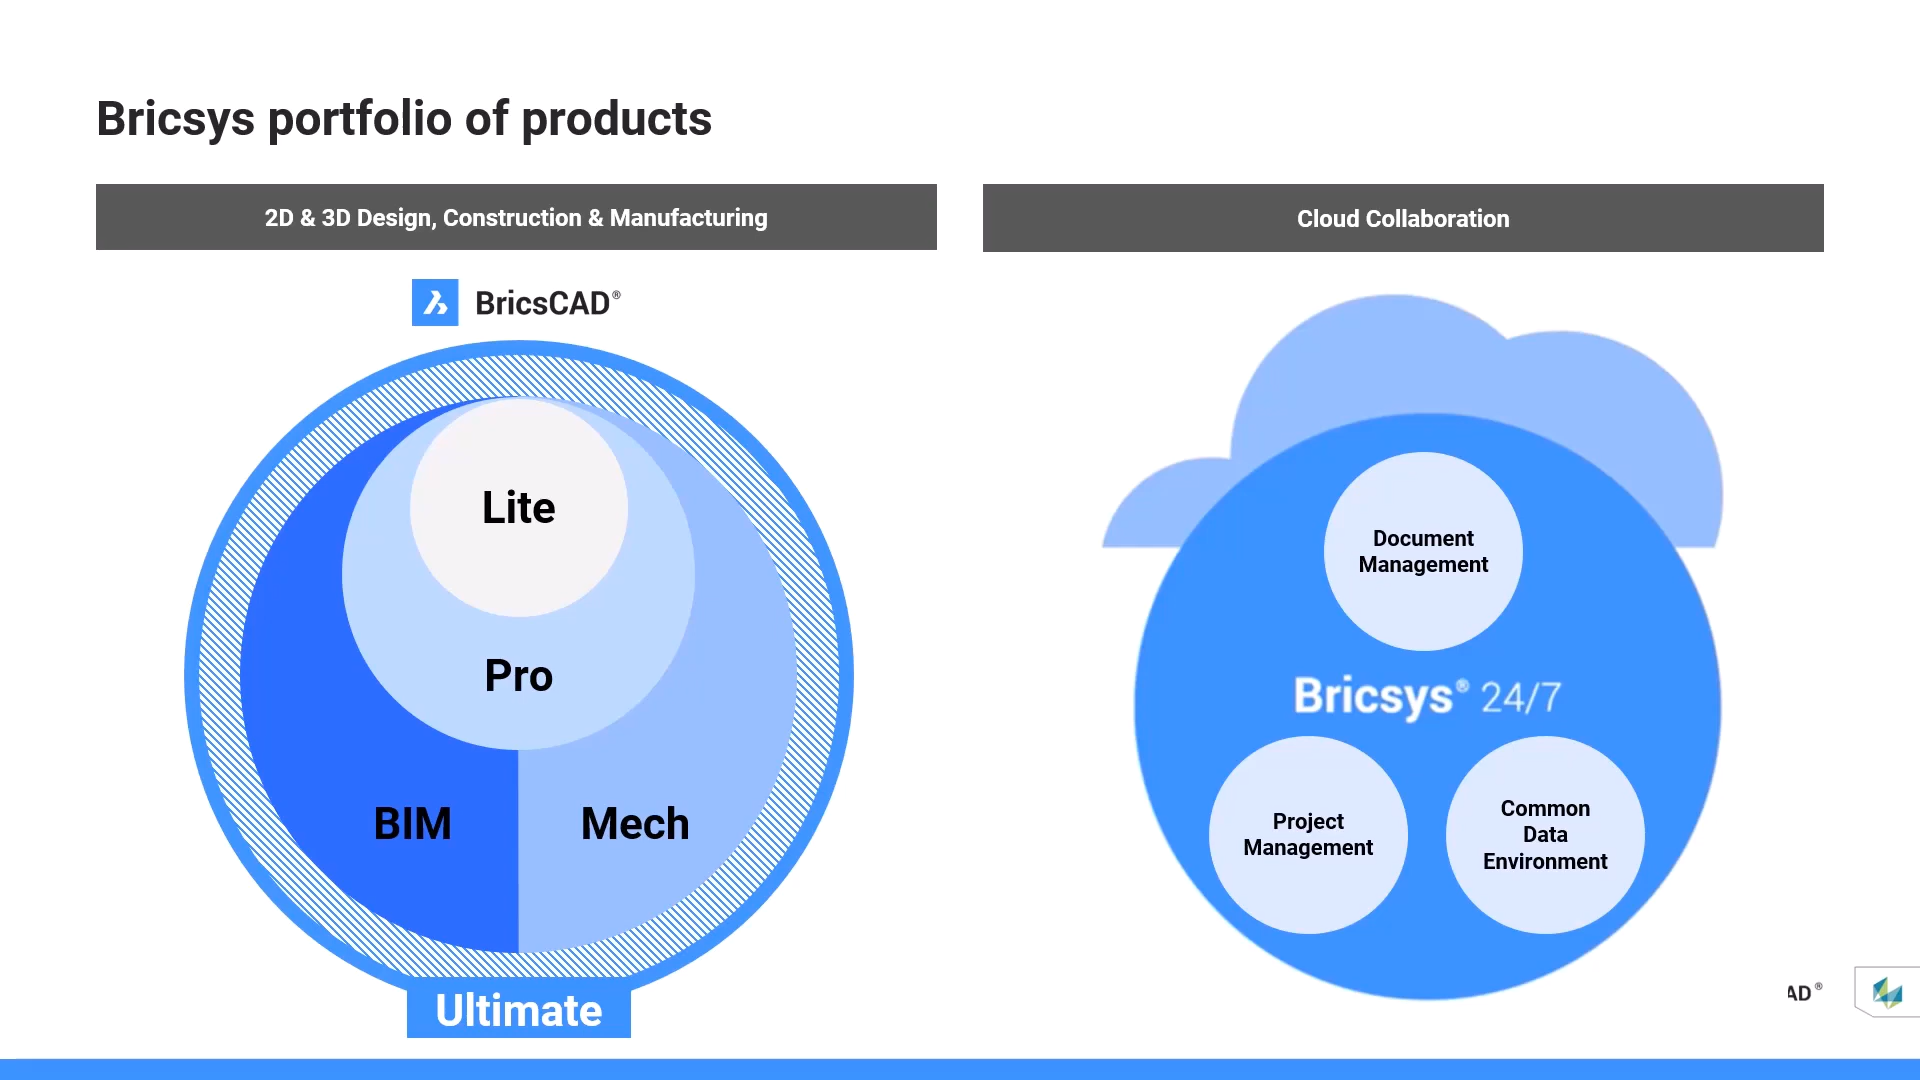 Bricsys portfolio of products
2D & 3D Design, Construction & Manufacturing
BricsCAD®
Lite
Pro
BIM
Mech
Ultimate
Cloud Collaboration
Document
Management
Bricsys® 24/7
Project
Management
Common
Data
Environment
AD®